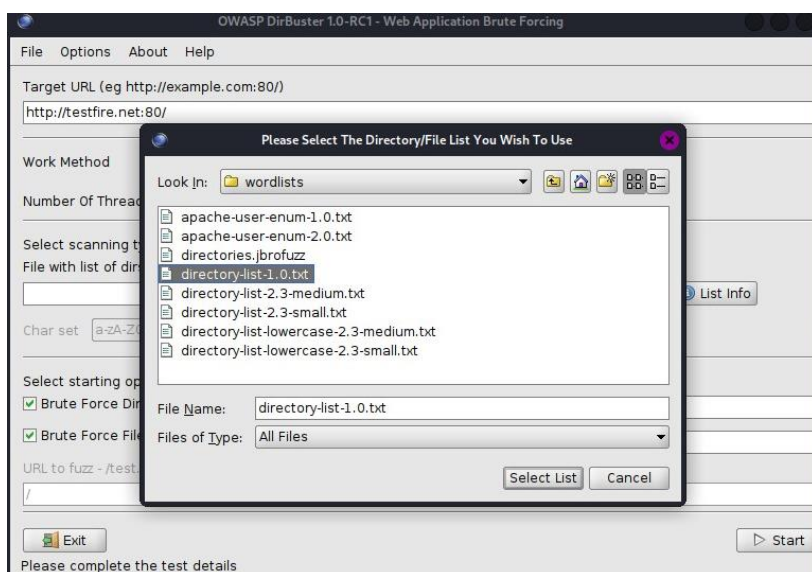 OWASP DirBuster 1.0-RC1 - Web Application Brute Forcing
File Options About Help
Target URL (eg http://example.com:80/)
http://testfire.net:80/
Please Select The Directory/File List You Wish To Use
Work Method
Look In: wordlists
Number Of Thread
apache-user-enum-1.0.txt
apache-user-enum-2.0.txt
directories.jbrofuzz
directory-list-1.0.txt
directory-list-2.3-medium.txt
directory-list-2.3-small.txt
directory-list-lowercase-2.3-medium.txt
directory-list-lowercase-2.3-small.txt
Select scanning t
File with list of dir
List Info
Char set a-zA-Z0
Select starting op
Brute Force Dir
File Name: directory-list-1.0.txt
Brute Force File
Files of Type: All Files
URL to fuzz - /test.
/
Select List Cancel
Exit Start
Please complete the test details